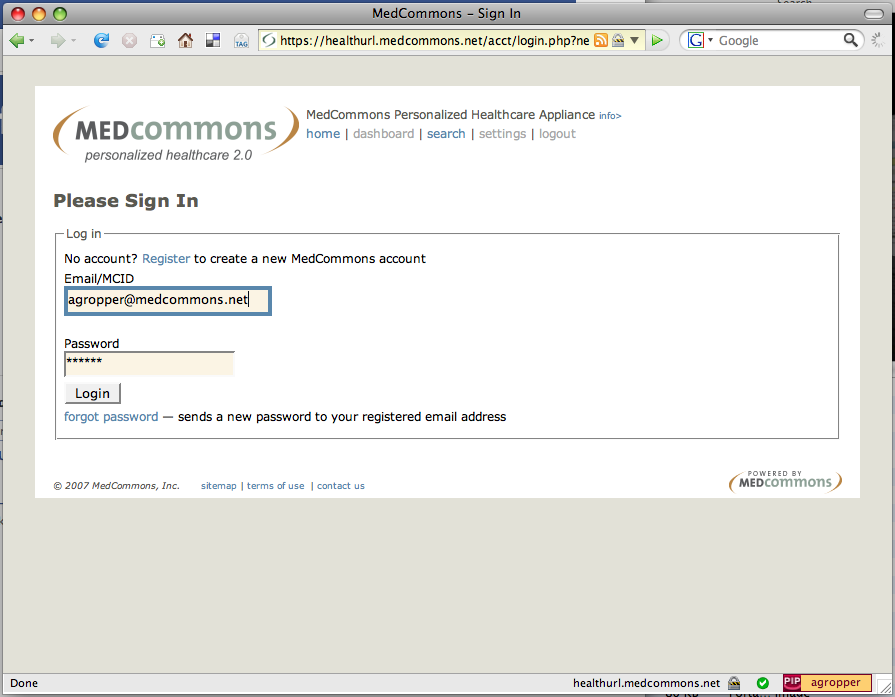 MedCommons – Sign In
TAG
https://healthurl.medcommons.net/acct/login.php?ne
G
Google
MEDcommons
personalized healthcare 2.0
MedCommons Personalized Healthcare Appliance info>
home | dashboard | search | settings | logout
Please Sign In
Log in
No account? Register to create a new MedCommons account
Email/MCID
agropper@medcommons.net
Password
******
Login
forgot password — sends a new password to your registered email address
© 2007 MedCommons, Inc. sitemap | terms of use | contact us
POWERED BY
MEDcommons
Done
healthurl.medcommons.net
PIP agropper